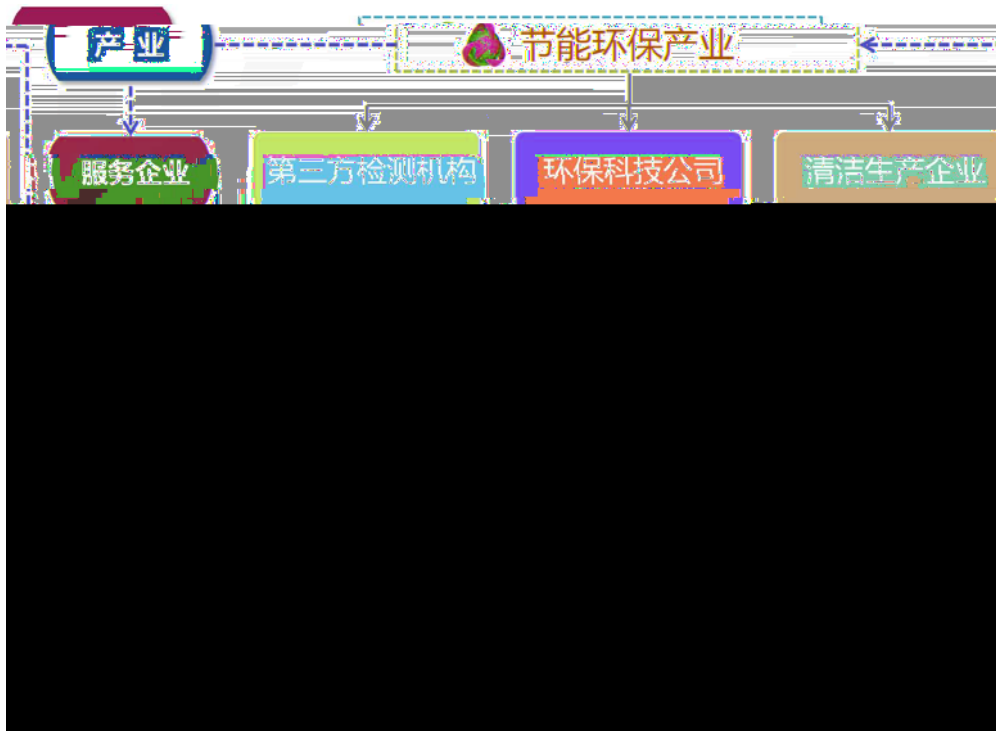 产业
节能环保产业
服务企业
第三方检测机构
环保科技公司
清洁生产企业